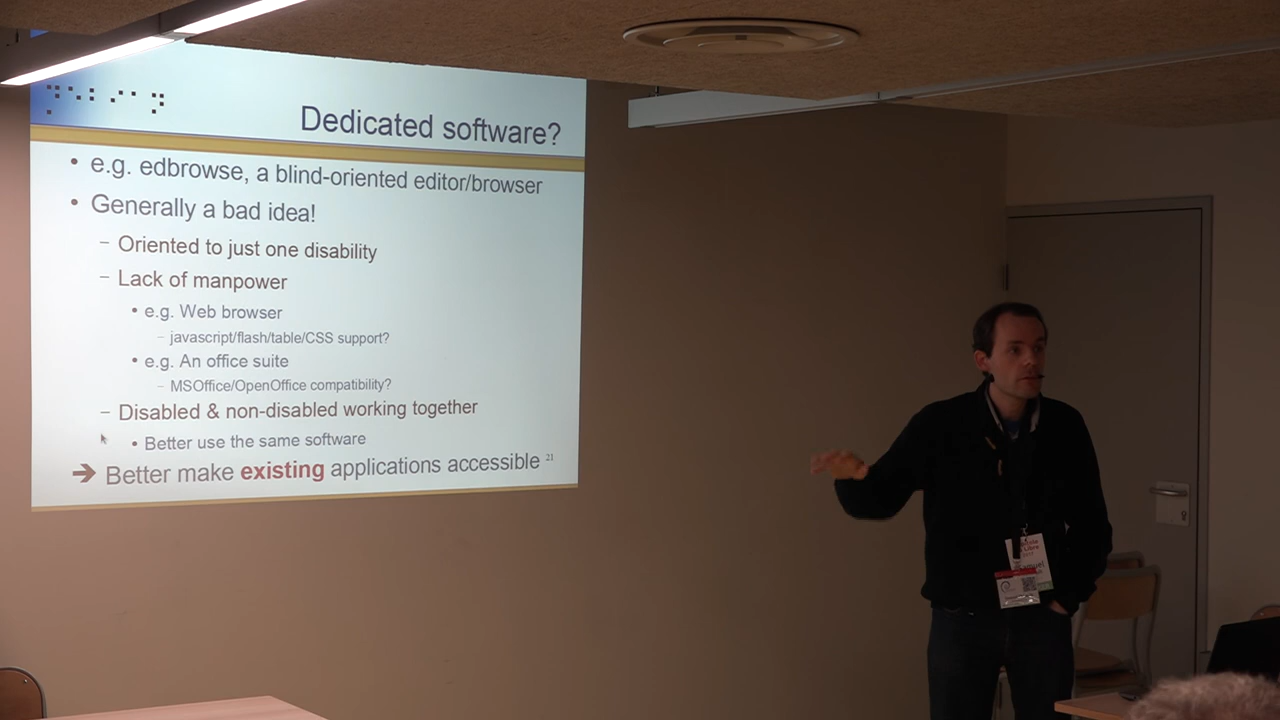 Dedicated software?
• e.g. edbrowse, a blind-oriented editor/browser
• Generally a bad idea!
– Oriented to just one disability
– Lack of manpower
• e.g. Web browser
– javascript/flash/table/CSS support?
• e.g. An office suite
– MSOffice/OpenOffice compatibility?
– Disabled & non-disabled working together
• Better use the same software
➔ Better make existing applications accessible 21